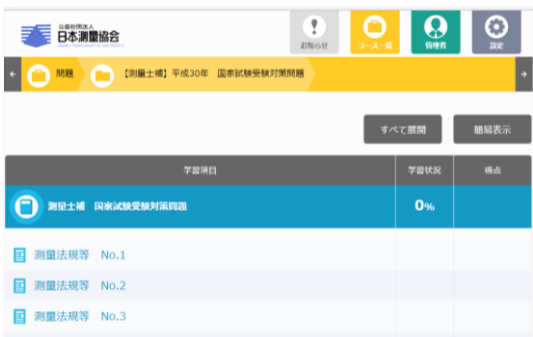 公益社団法人
日本測量協会
お知らせ
コース一覧
管理者
設定
問題
【測量士補】平成30年 国家試験受験対策問題
すべて展開
簡易表示
学習項目
学習状況
得点
測量士補 国家試験受験対策問題
0%
測量法規等 No.1
測量法規等 No.2
測量法規等 No.3